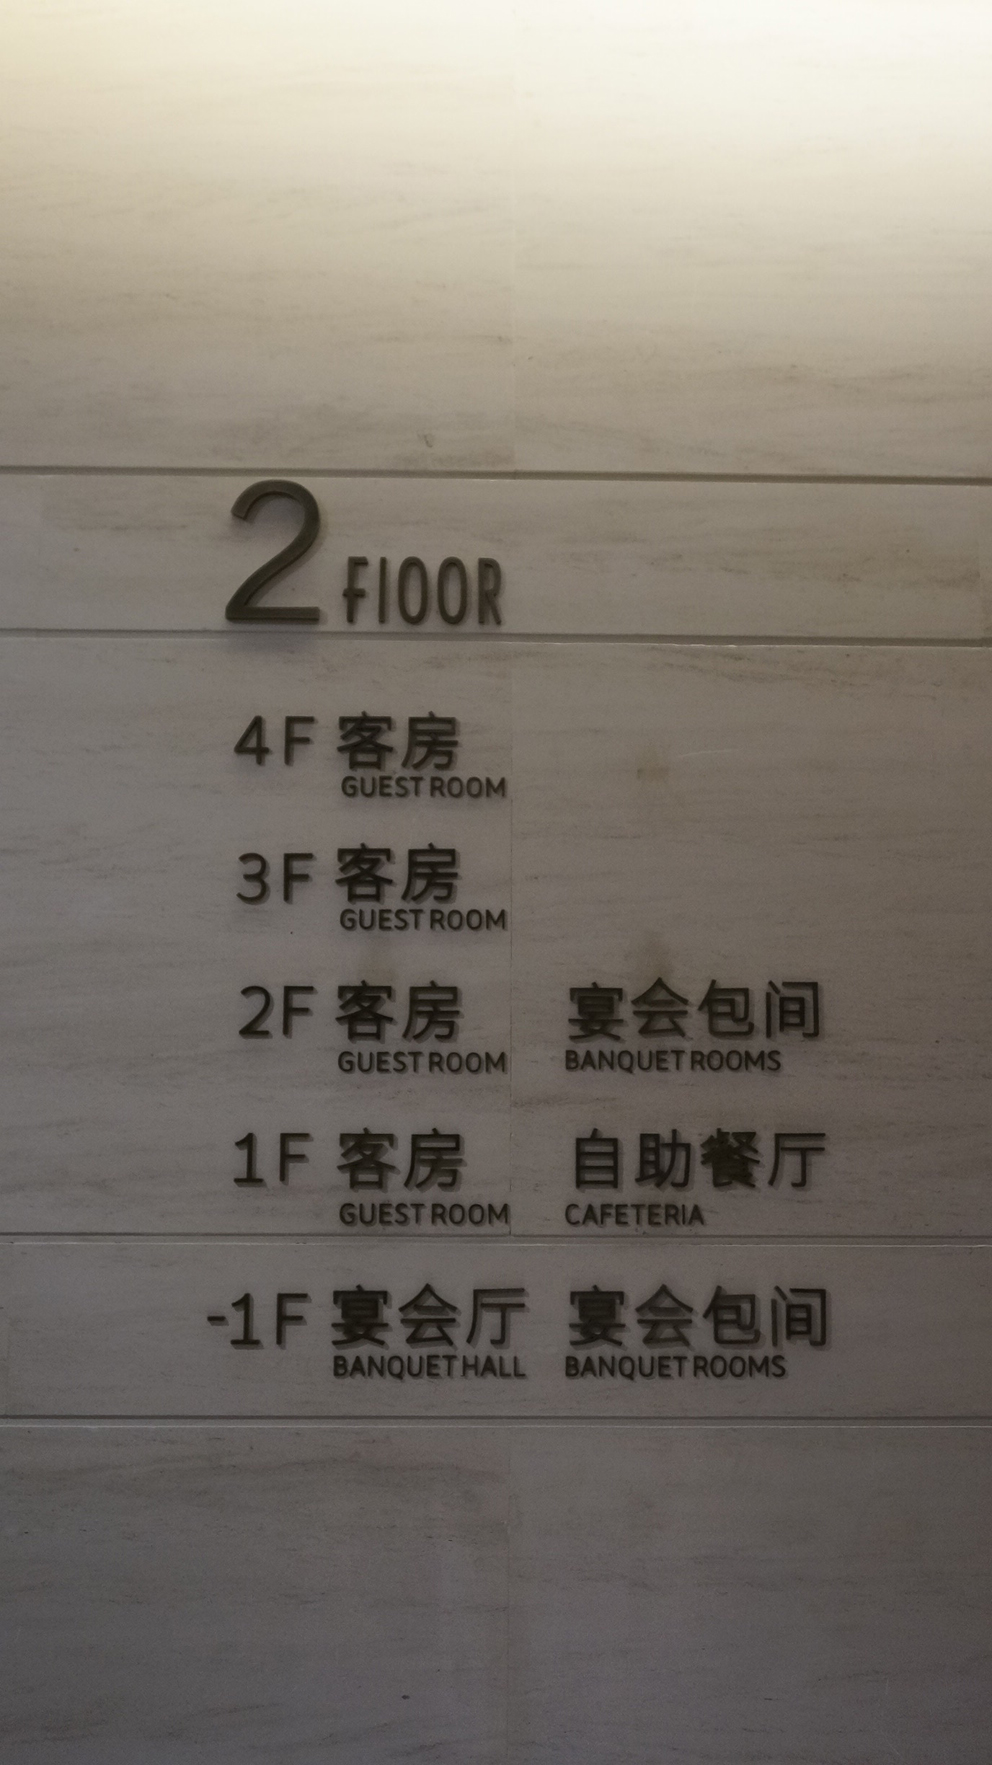 2 FlOOR
4F 客房
GUEST ROOM
3F 客房
GUEST ROOM
2F 客房 宴会包间
GUEST ROOM BANQUET ROOMS
1F 客房 自助餐厅
GUEST ROOM CAFETERIA
-1F 宴会厅 宴会包间
BANQUET HALL BANQUET ROOMS